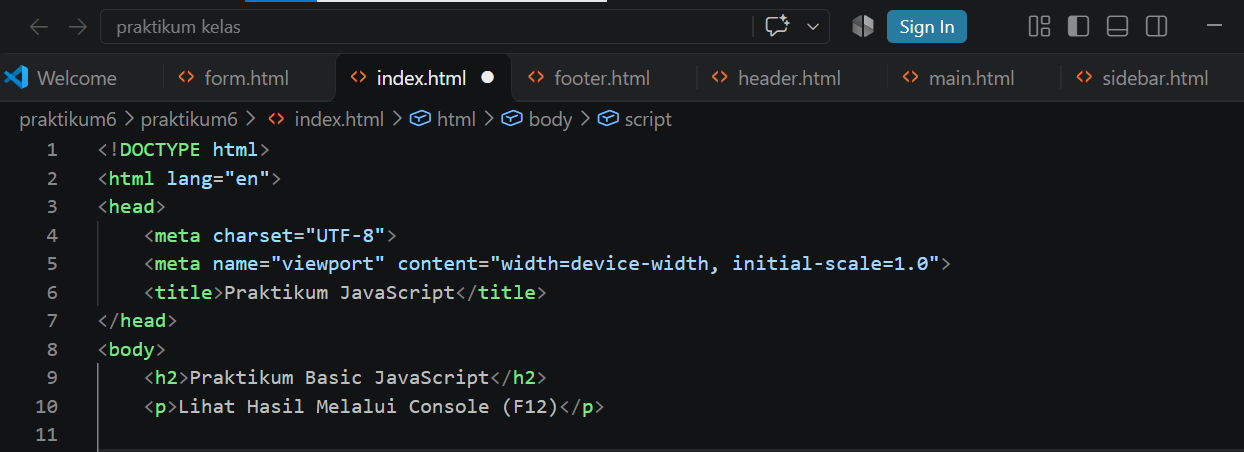 praktikum kelas
Sign In
Welcome
form.html
index.html
footer.html
header.html
main.html
sidebar.html
praktikum6 > praktikum6 > <> index.html > html > body > script
1 <!DOCTYPE html>
2 <html lang="en">
3 <head>
4 <meta charset="UTF-8">
5 <meta name="viewport" content="width=device-width, initial-scale=1.0">
6 <title>Praktikum JavaScript</title>
7 </head>
8 <body>
9 <h2>Praktikum Basic JavaScript</h2>
10 <p>Lihat Hasil Melalui Console (F12)</p>
11